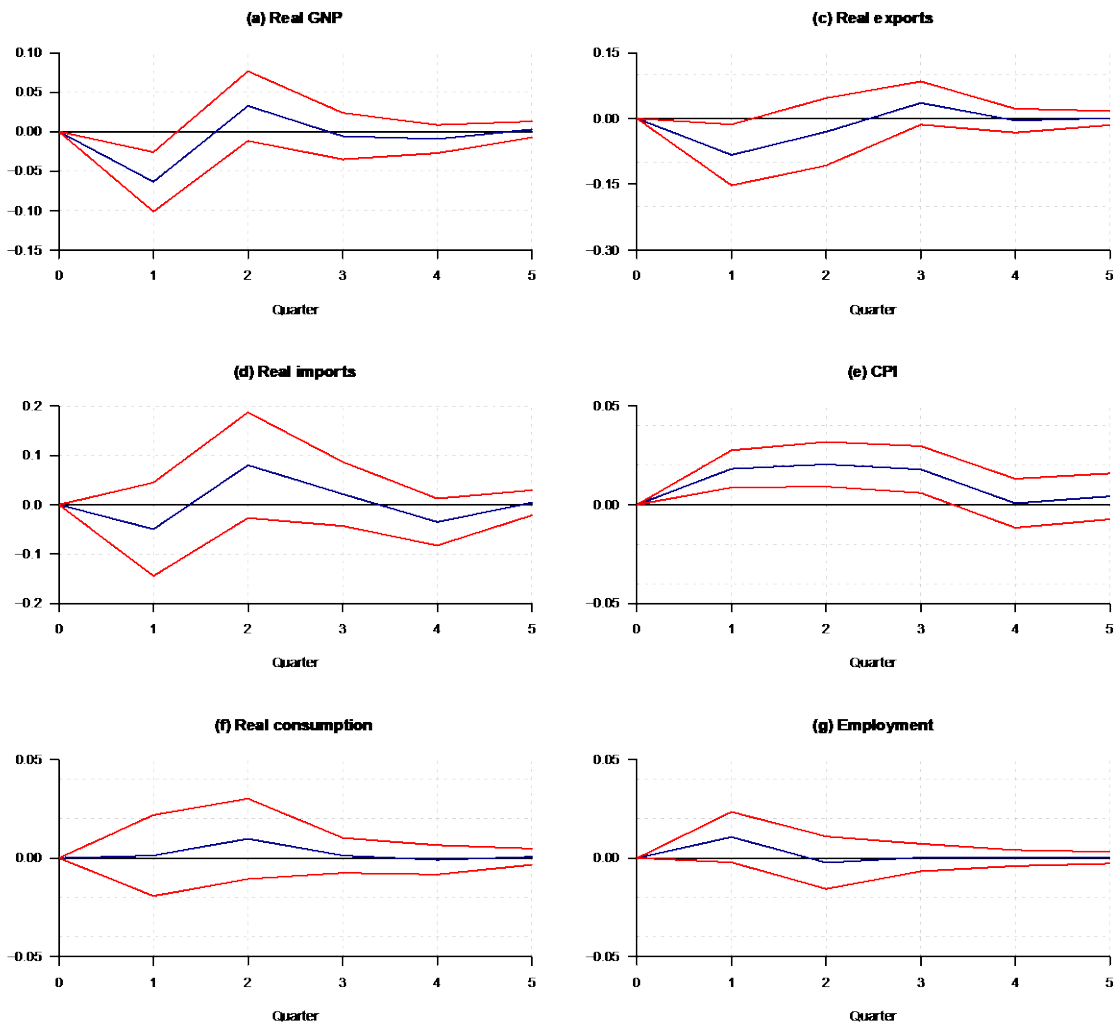 (a) Real GNP
0.10
0.05
0.00
−0.05
−0.10
−0.15
0 1 2 3 4 5
Quarter
(c) Real exports
0.15
0.00
−0.15
−0.30
0 1 2 3 4 5
Quarter
(d) Real imports
0.2
0.1
0.0
−0.1
−0.2
0 1 2 3 4 5
Quarter
(e) CPI
0.05
0.00
−0.05
0 1 2 3 4 5
Quarter
(f) Real consumption
0.05
0.00
−0.05
0 1 2 3 4 5
Quarter
(g) Employment
0.05
0.00
−0.05
0 1 2 3 4 5
Quarter